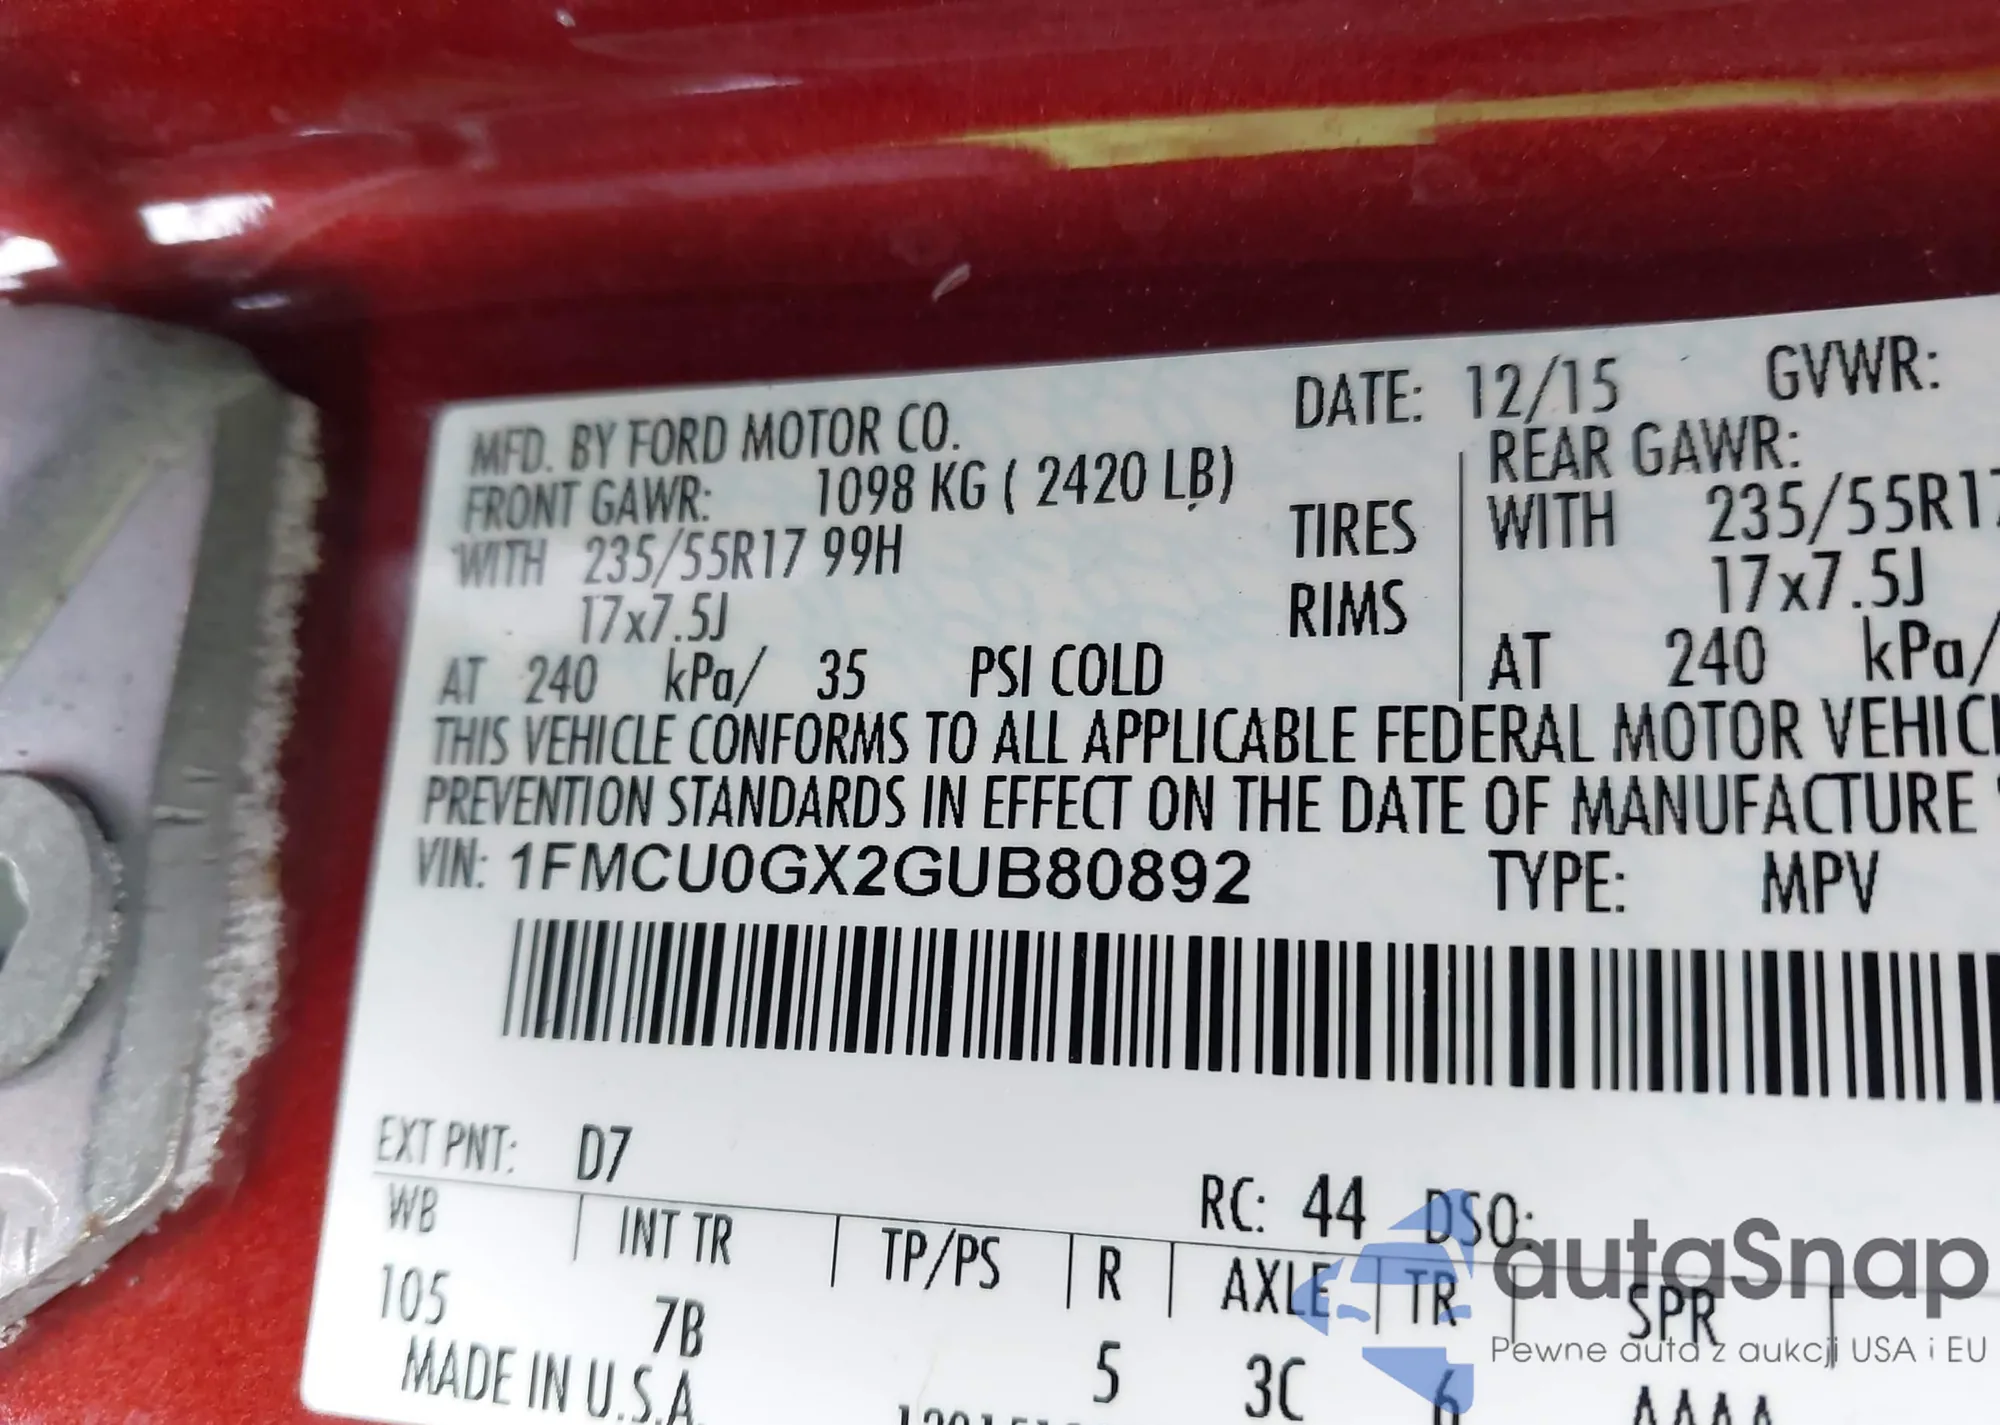 MFD. BY FORD MOTOR CO. DATE: 12/15 GVWR:
FRONT GAWR: 1098 KG ( 2420 LB) REAR GAWR:
WITH 235/55R17 99H TIRES WITH 235/55R17
17x7.5J RIMS 17x7.5J
AT 240 kPa/ 35 PSI COLD AT 240 kPa/
THIS VEHICLE CONFORMS TO ALL APPLICABLE FEDERAL MOTOR VEHICL
PREVENTION STANDARDS IN EFFECT ON THE DATE OF MANUFACTURE
VIN: 1FMCU0GX2GUB80892 TYPE: MPV
EXT PNT: D7 RC: 44 DSO:
WB INT TR TP/PS R AXLE TR SPR
105 7B 5 3C 6 AAAA
MADE IN U.S.A.
autaSnap
Pewne auta z aukcji USA i EU